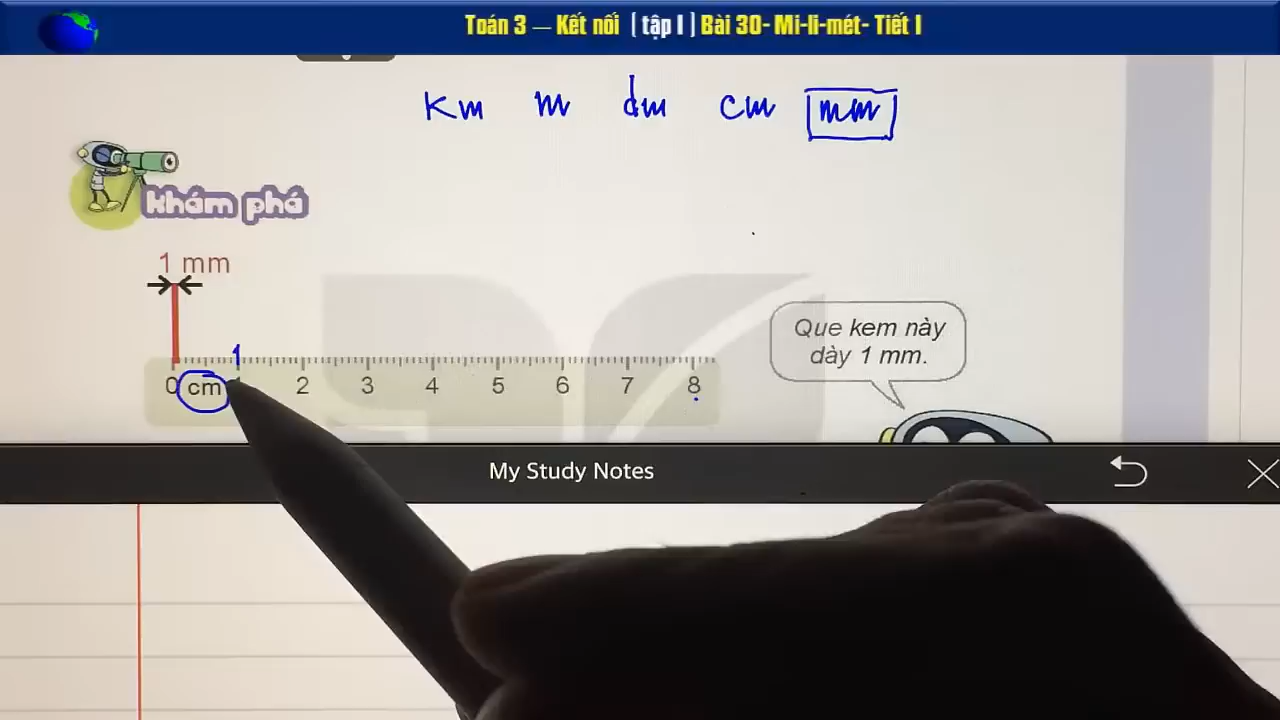 Toán 3 — Kết nối [ tập 1 ] Bài 30- Mi-li-mét- Tiết 1
Km m dm cm mm
khám phá
1 mm
1
0 cm 2 3 4 5 6 7 8
Que kem này
dày 1 mm.
My Study Notes